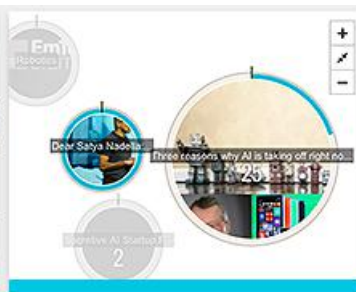 Em
Robotics
Dear Satya Nadella:...
Three reasons why AI is taking off right no...
25
Secretive AI Startup
2